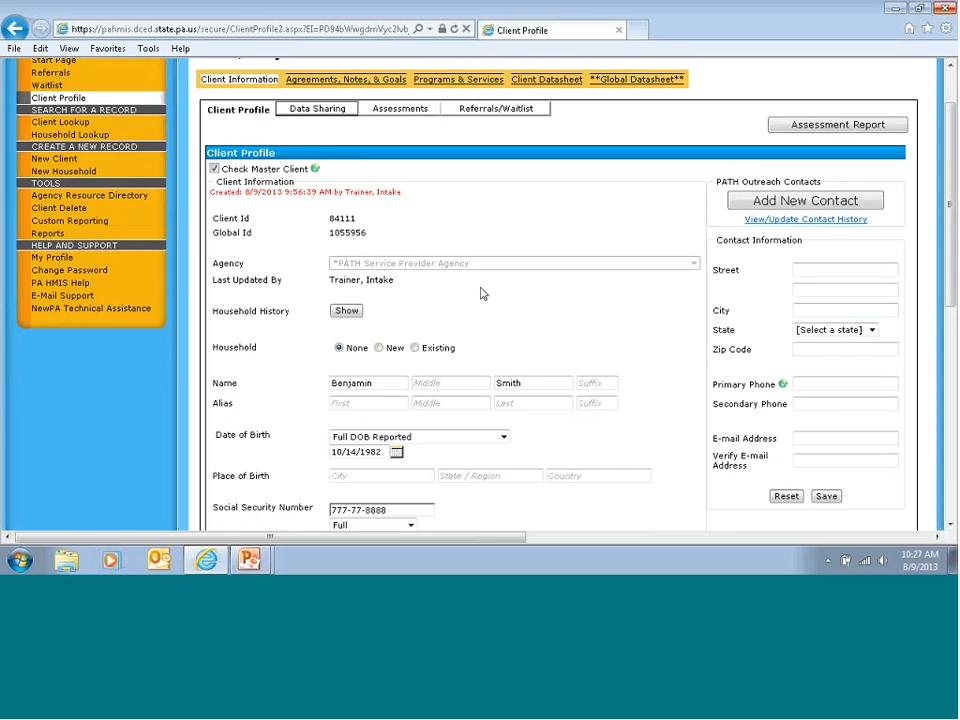 https://pahmis.dced.state.pa.us/secure/ClientProfile2.aspx?EI=PD94bWwgdmVyc2lvb
Client Profile
File Edit View Favorites Tools Help
Start Page
Referrals
Waitlist
Client Profile
SEARCH FOR A RECORD
Client Lookup
Household Lookup
CREATE A NEW RECORD
New Client
New Household
TOOLS
Agency Resource Directory
Client Delete
Custom Reporting
Reports
HELP AND SUPPORT
My Profile
Change Password
PA HMIS Help
E-Mail Support
NewPA Technical Assistance
Client Information Agreements, Notes, & Goals Programs & Services Client Datasheet **Global Datasheet**
Client Profile Data Sharing Assessments Referrals/Waitlist
Assessment Report
Client Profile
Check Master Client
Client Information
Created: 8/9/2013 9:56:39 AM by Trainer, Intake
Client Id 84111
Global Id 1055956
Agency *PATH Service Provider Agency
Last Updated By Trainer, Intake
Household History Show
Household None New Existing
Name Benjamin Middle Smith Suffix
Alias First Middle Last Suffix
Date of Birth Full DOB Reported
10/14/1982
Place of Birth City State / Region Country
Social Security Number 777-77-8888
Full
PATH Outreach Contacts
Add New Contact
View/Update Contact History
Contact Information
Street
City
State [Select a state]
Zip Code
Primary Phone
Secondary Phone
E-mail Address
Verify E-mail
Address
Reset Save
10:27 AM
8/9/2013